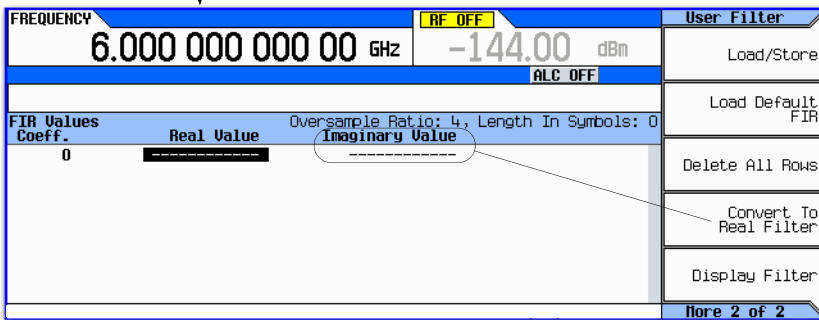 FREQUENCY
RF OFF
6.000 000 000 00 GHz
-144.00 dBm
ALC OFF
FIR Values
Oversample Ratio: 4, Length In Symbols: 0
Coeff. Real Value Imaginary Value
0 ------------ ------------
User Filter
Load/Store
Load Default
FIR
Delete All Rows
Convert To
Real Filter
Display Filter
More 2 of 2